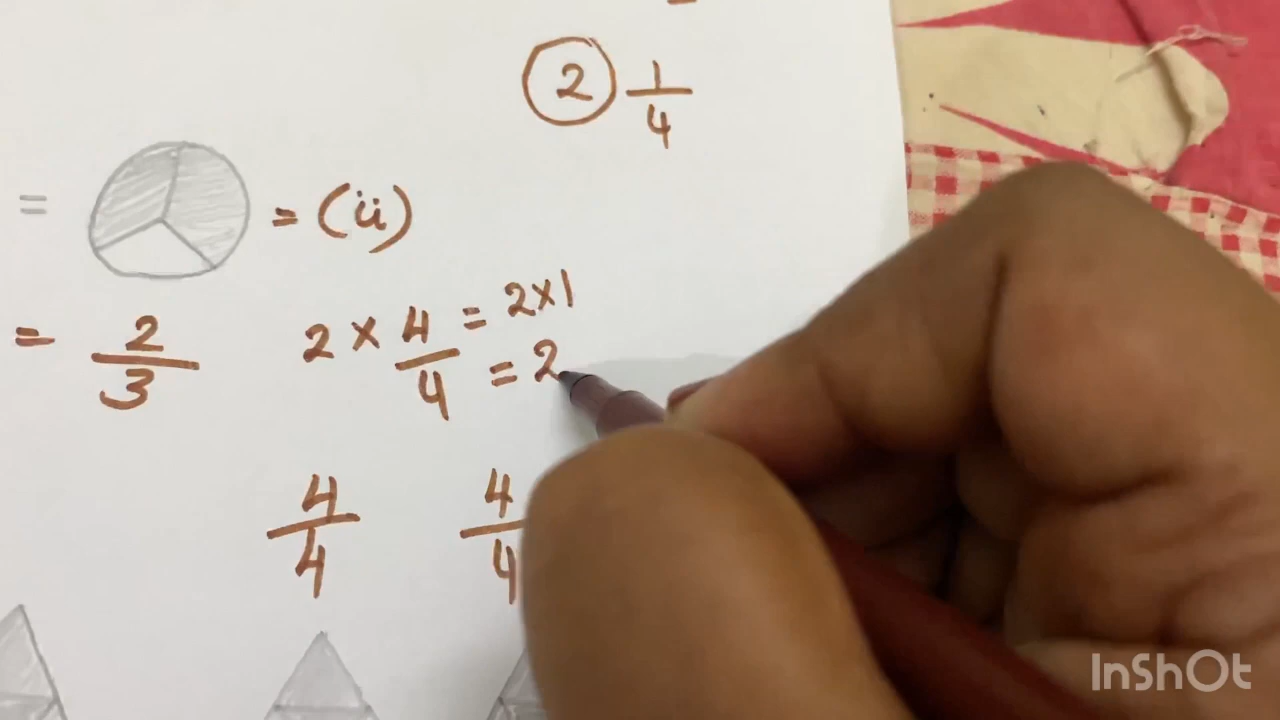 2 1/4
= = (ii)
= 2/3 2 × 4/4 = 2×1
= 2
4/4 4/4
InShOt